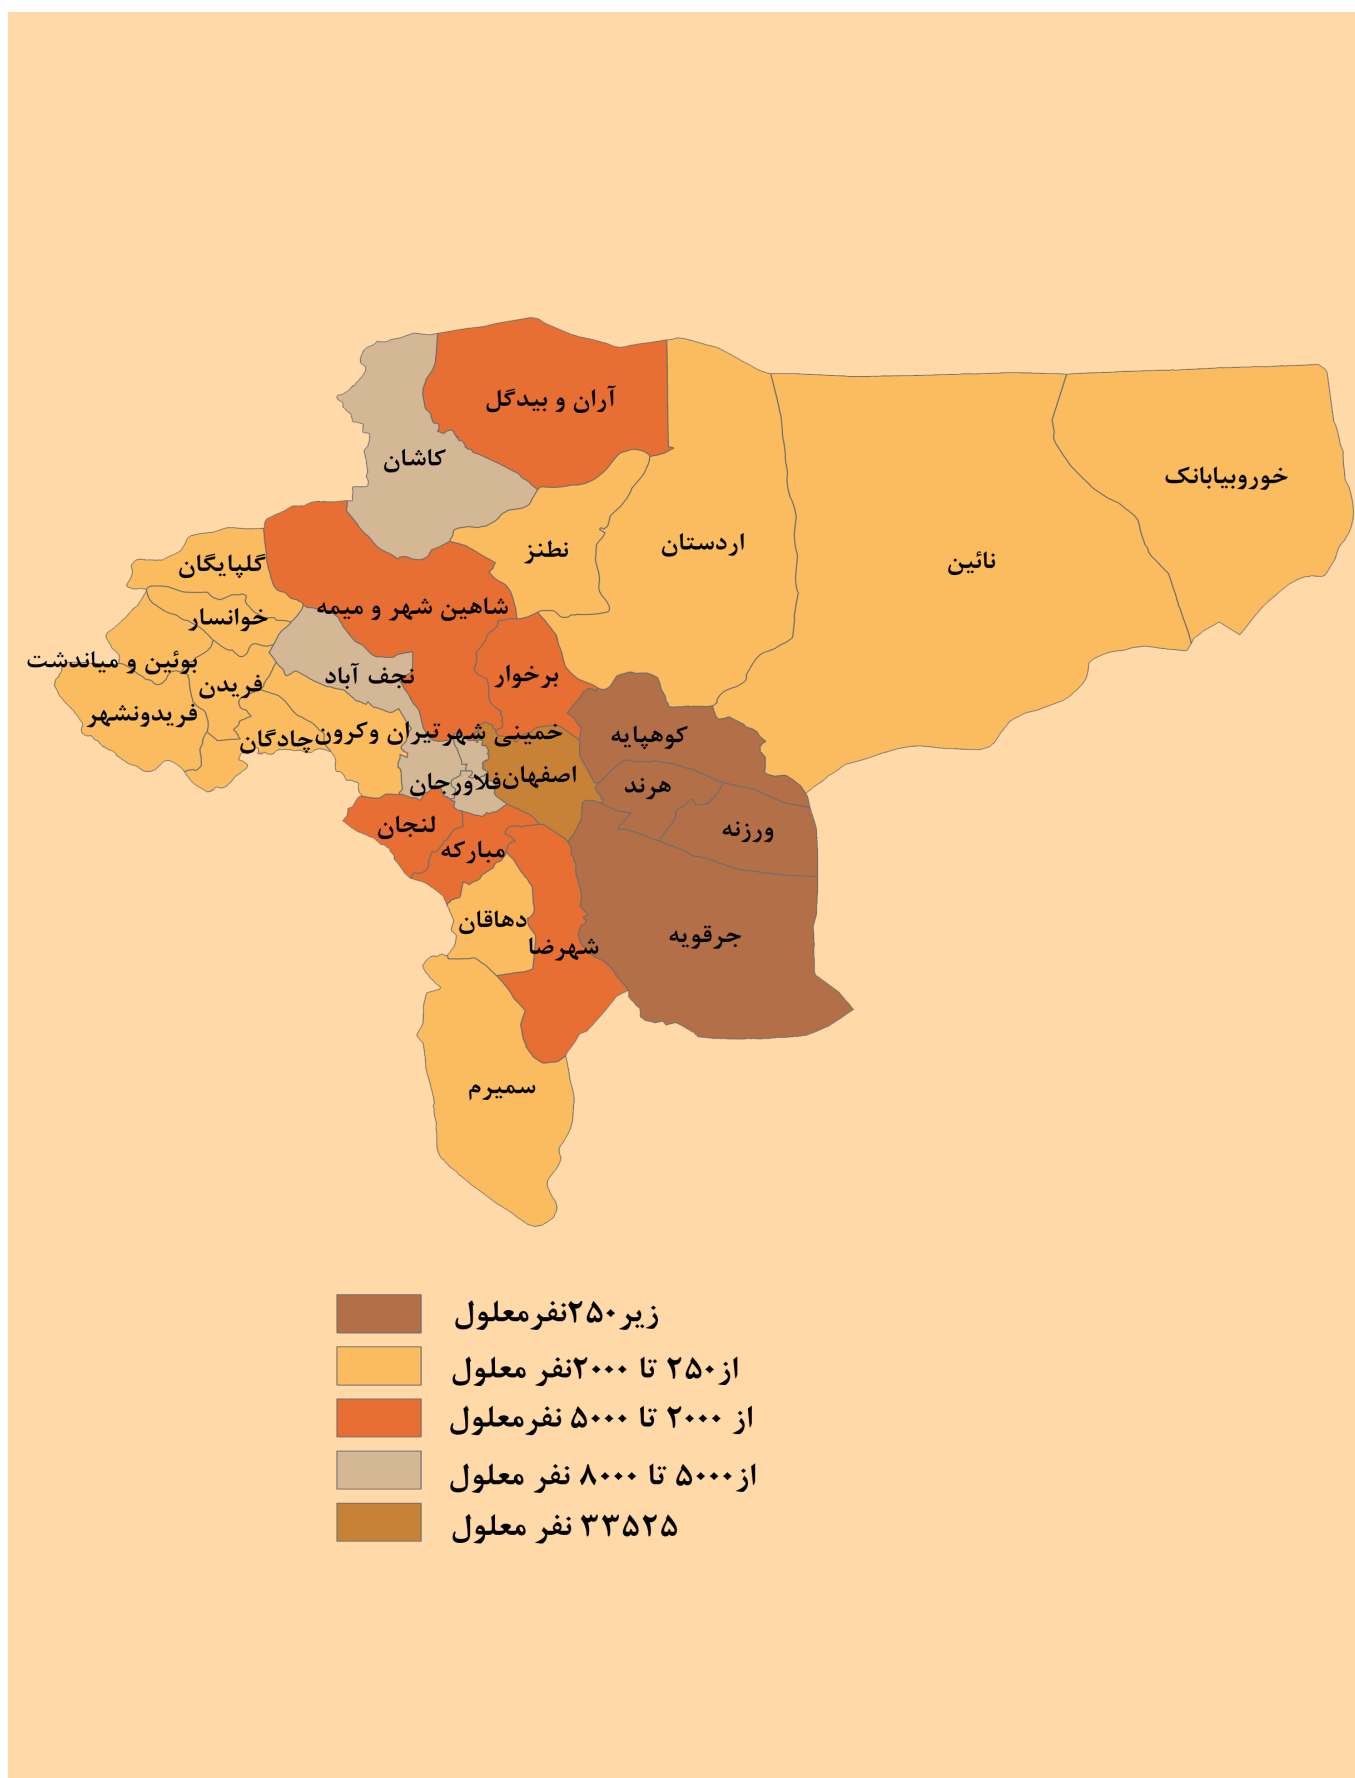 آران و بیدگل
کاشان
خوروبیابانک
اردستان
نطنز
نائین
گلپایگان
شاهین شهر و میمه
خوانسار
بوئین و میاندشت
نجف آباد
برخوار
فریدن
فریدونشهر
خمینی شهر
تیران وکرون
چادگان
کوهپایه
اصفهان
فلاورجان
هرند
لنجان
ورزنه
مبارکه
دهاقان
شهرضا
جرقویه
سمیرم
زیر۲۵۰نفرمعلول
از۲۵۰ تا ۲۰۰۰نفر معلول
از ۲۰۰۰ تا ۵۰۰۰ نفرمعلول
از۵۰۰۰ تا ۸۰۰۰ نفر معلول
۳۳۵۲۵ نفر معلول